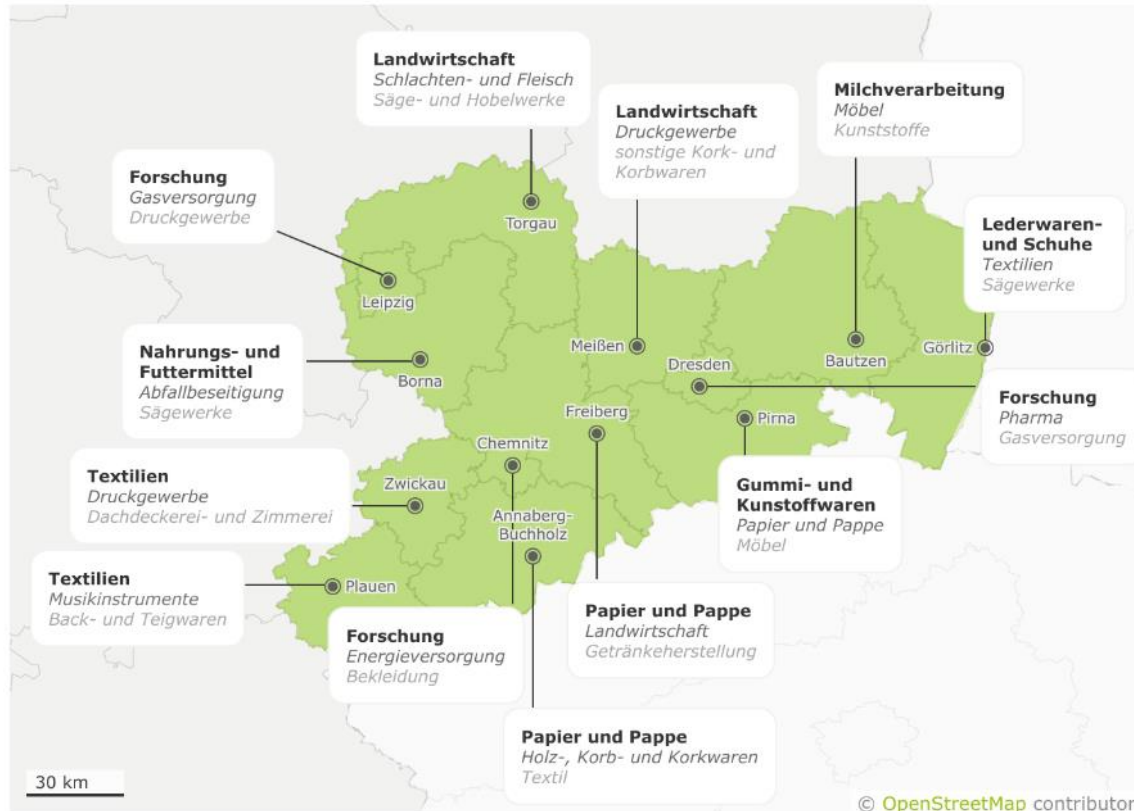 Landwirtschaft
Schlachten- und Fleisch
Säge- und Hobelwerke
Landwirtschaft
Druckgewerbe
sonstige Kork- und
Korbwaren
Milchverarbeitung
Möbel
Kunststoffe
Forschung
Gasversorgung
Druckgewerbe
Lederwaren-
und Schuhe
Textilien
Sägewerke
Nahrungs- und
Futtermittel
Abfallbeseitigung
Sägewerke
Forschung
Pharma
Gasversorgung
Textilien
Druckgewerbe
Dachdeckerei- und Zimmerei
Gummi- und
Kunstoffwaren
Papier und Pappe
Möbel
Textilien
Musikinstrumente
Back- und Teigwaren
Forschung
Energieversorgung
Bekleidung
Papier und Pappe
Landwirtschaft
Getränkeherstellung
Papier und Pappe
Holz-, Korb- und Korkwaren
Textil
Torgau
Leipzig
Borna
Meißen
Dresden
Bautzen
Görlitz
Freiberg
Pirna
Chemnitz
Zwickau
Annaberg-
Buchholz
Plauen
30 km
© OpenStreetMap contributor